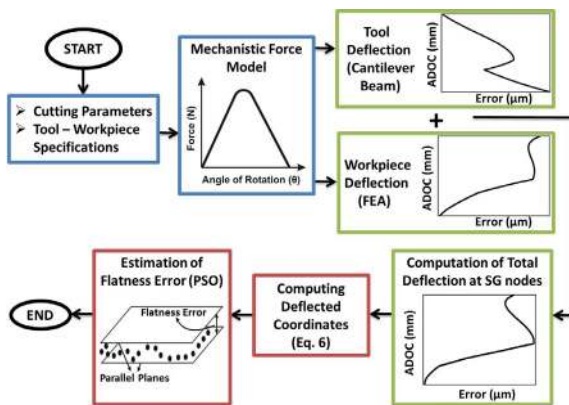 START
➢ Cutting Parameters
➢ Tool – Workpiece
Specifications
Mechanistic Force
Model
Force (N)
Angle of Rotation (θ)
Tool
Deflection
(Cantilever
Beam)
ADOC (mm)
Error (μm)
+
Workpiece
Deflection
(FEA)
ADOC (mm)
Error (μm)
Computation of Total
Deflection at SG nodes
ADOC (mm)
Error (μm)
Computing
Deflected
Coordinates
(Eq. 6)
Estimation of
Flatness Error (PSO)
Flatness Error
Parallel Planes
END